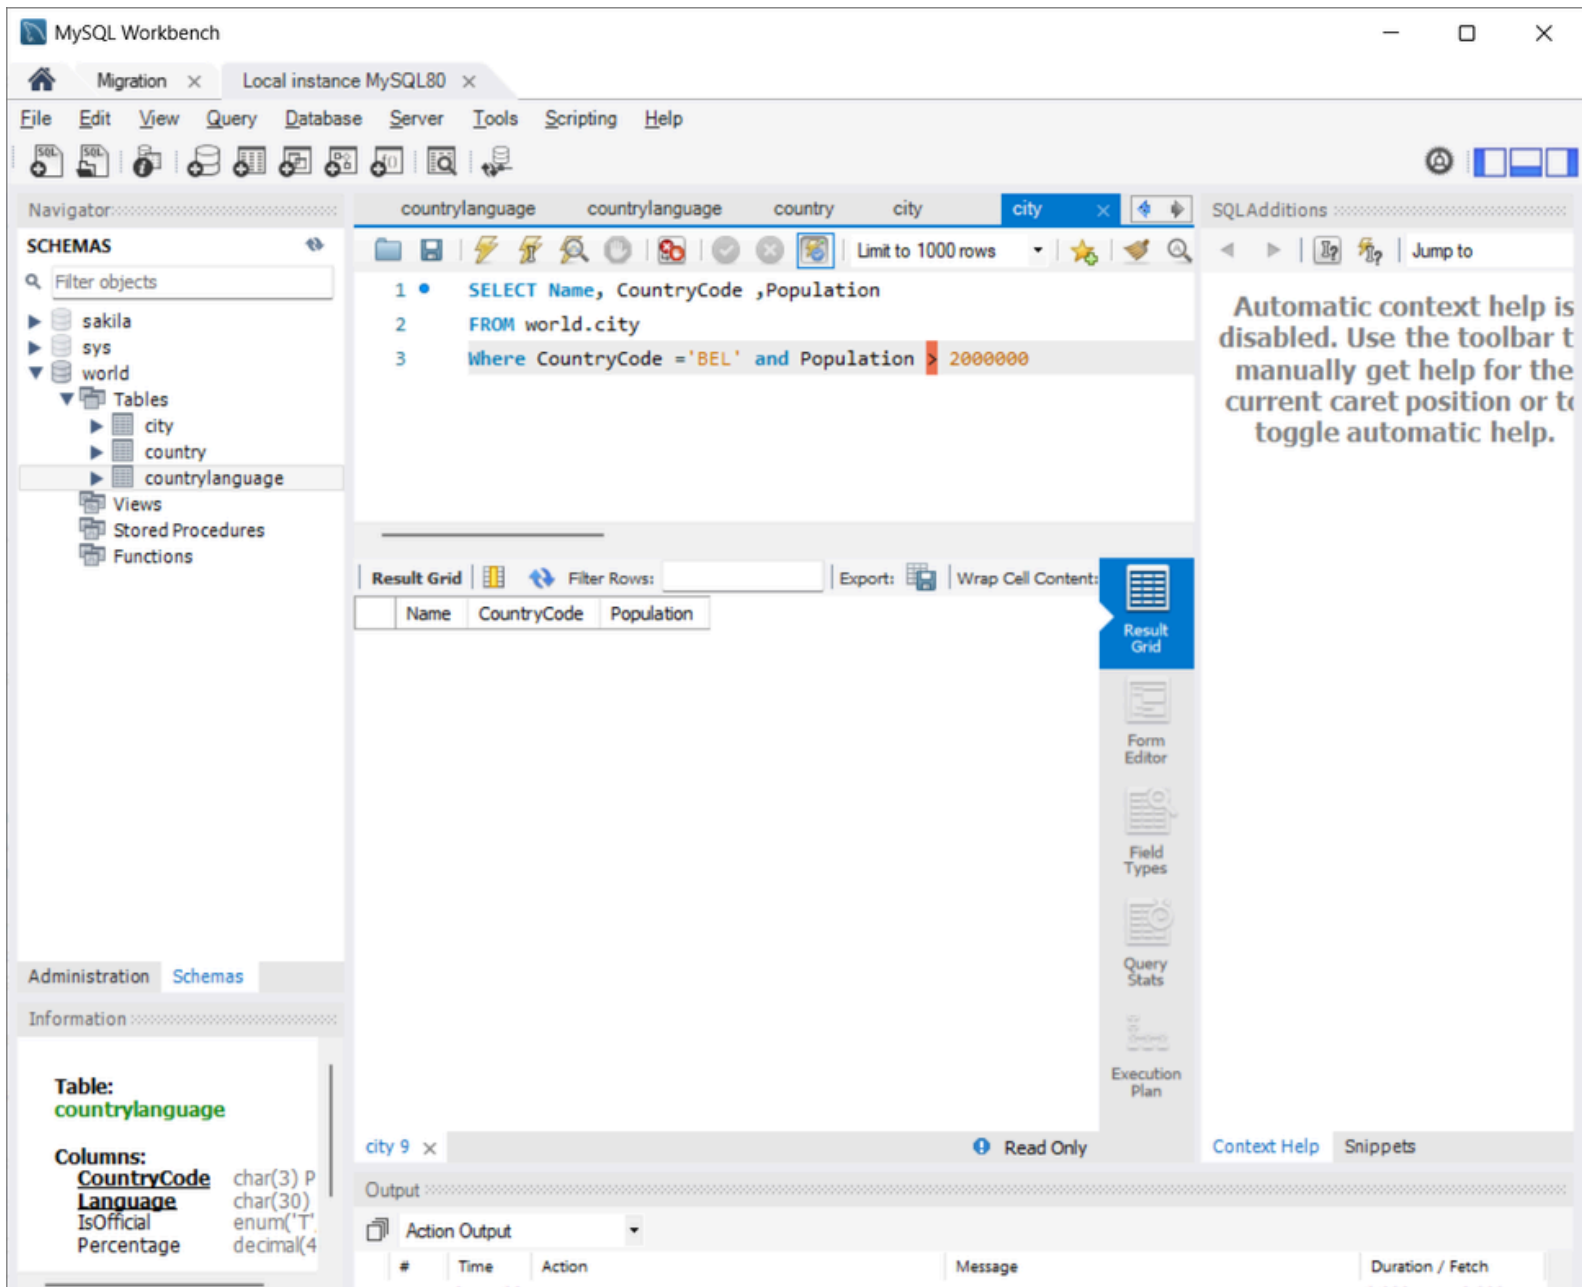 MySQL Workbench
Migration
Local instance MySQL80
File Edit View Query Database Server Tools Scripting Help
Navigator
SCHEMAS
Filter objects
sakila
sys
world
Tables
city
country
countrylanguage
Views
Stored Procedures
Functions
Administration Schemas
Information
Table:
countrylanguage
Columns:
CountryCode char(3) P
Language char(30)
IsOfficial enum('T'
Percentage decimal(4
countrylanguage countrylanguage country city city
Limit to 1000 rows
1 SELECT Name, CountryCode ,Population
2 FROM world.city
3 Where CountryCode ='BEL' and Population > 2000000
Result Grid Filter Rows: Export: Wrap Cell Content:
Name CountryCode Population
Result
Grid
Form
Editor
Field
Types
Query
Stats
Execution
Plan
city 9
Read Only
Output
Action Output
# Time Action Message Duration / Fetch
SQLAdditions
Jump to
Automatic context help is
disabled. Use the toolbar t
manually get help for the
current caret position or to
toggle automatic help.
Context Help Snippets